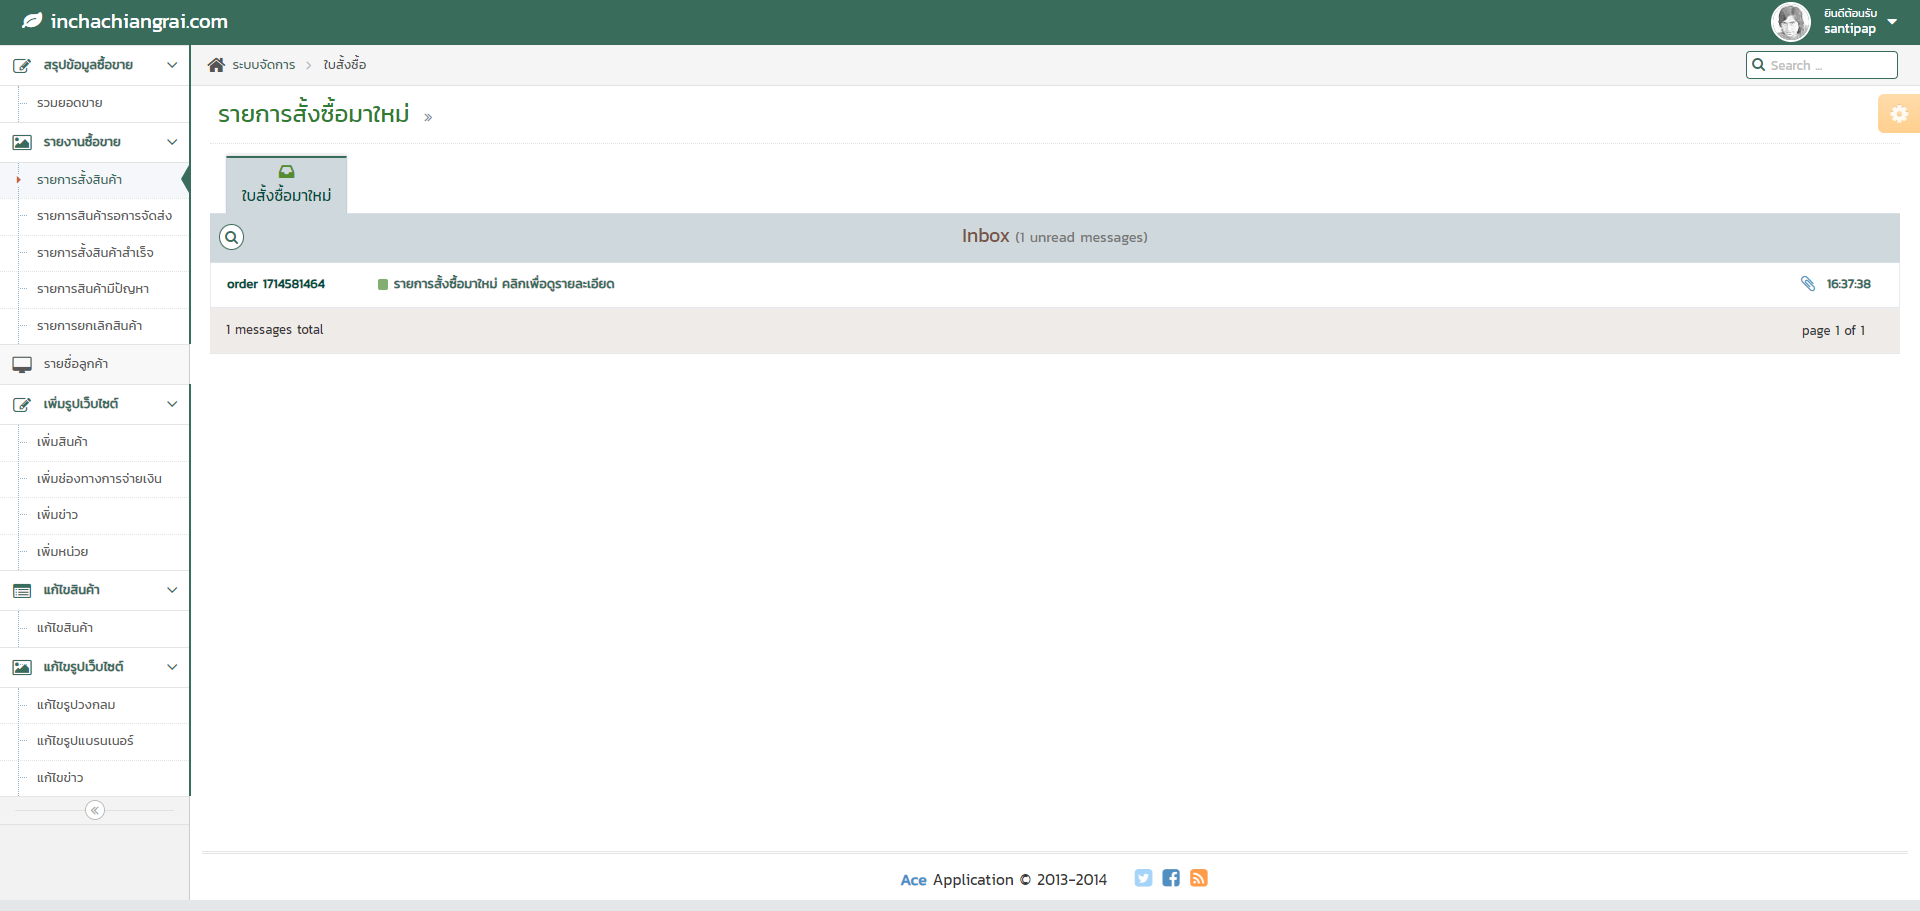 inchachiangrai.com
ยินดีต้อนรับ
santipap
สรุปข้อมูลซื้อขาย
รวมยอดขาย
รายงานซื้อขาย
รายการสั่งสินค้า
รายการสินค้ารอการจัดส่ง
รายการสั่งสินค้าสำเร็จ
รายการสินค้ามีปัญหา
รายการยกเลิกสินค้า
รายชื่อลูกค้า
เพิ่มรูปเว็บไซต์
เพิ่มสินค้า
เพิ่มช่องทางการจ่ายเงิน
เพิ่มข่าว
เพิ่มหน่วย
แก้ไขสินค้า
แก้ไขสินค้า
แก้ไขรูปเว็บไซต์
แก้ไขรูปวงกลม
แก้ไขรูปแบรนเนอร์
แก้ไขข่าว
ระบบจัดการ > ใบสั่งซื้อ
Search ...
รายการสั่งซื้อมาใหม่ »
ใบสั่งซื้อมาใหม่
Inbox (1 unread messages)
order 1714581464 รายการสั่งซื้อมาใหม่ คลิกเพื่อดูรายละเอียด 16:37:38
1 messages total page 1 of 1
Ace Application © 2013-2014